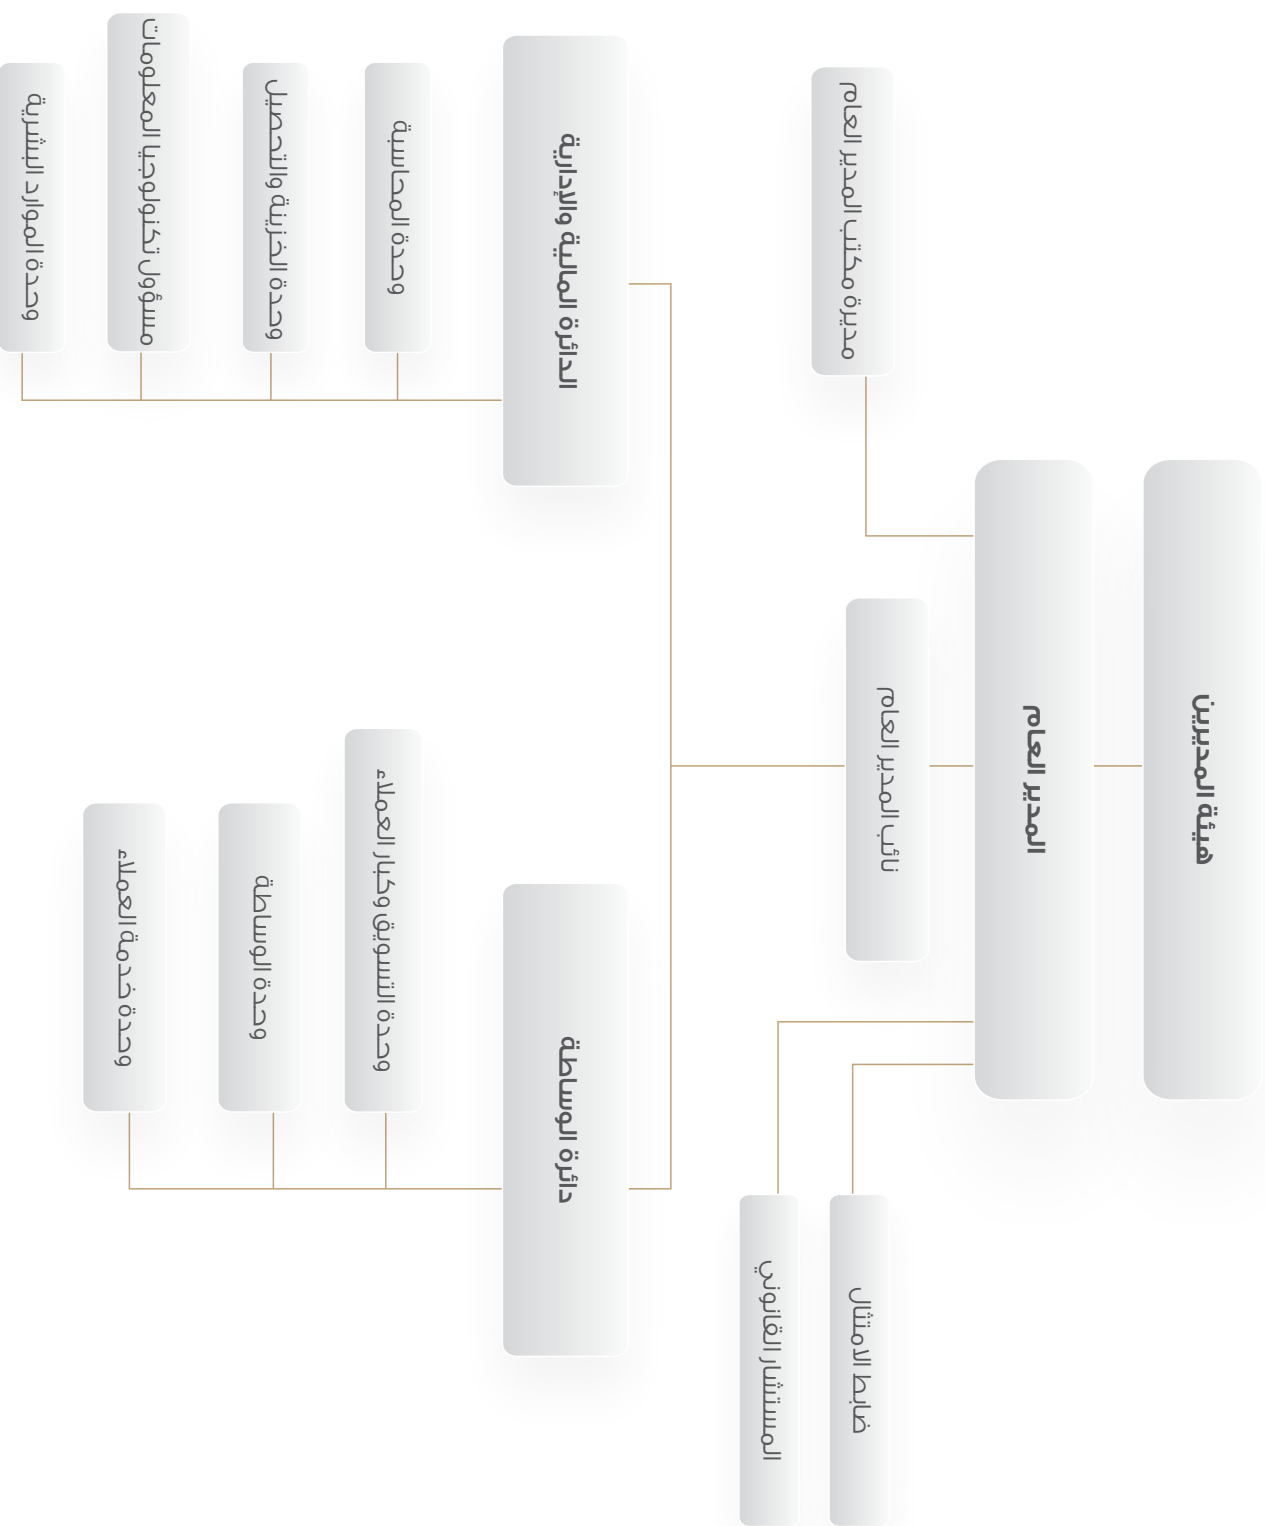 هيئة المديرين
المدير العام
مديرة مكتب المدير العام
نائب المدير العام
ضابط الامتثال
المستشار القانوني
الدائرة المالية والإدارية
دائرة الوساطة
وحدة المحاسبة
وحدة الخزينة والتحصيل
مسؤول تكنولوجيا المعلومات
وحدة الموارد البشرية
وحدة التسويق وكبار العملاء
وحدة الوساطة
وحدة خدمة العملاء